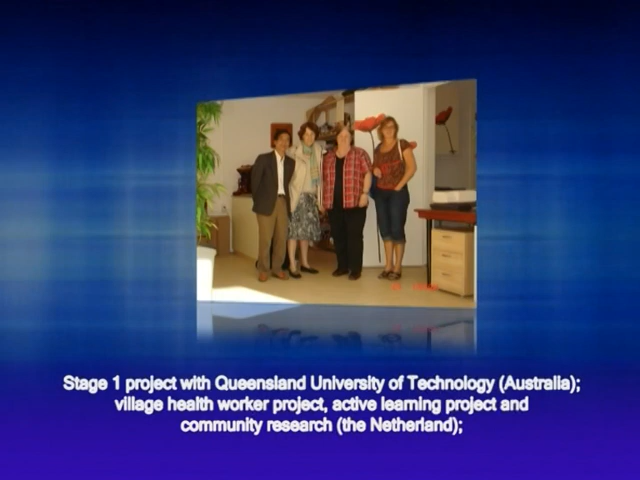 Stage 1 project with Queensland University of Technology (Australia);
village health worker project, active learning project and
community research (the Netherland);